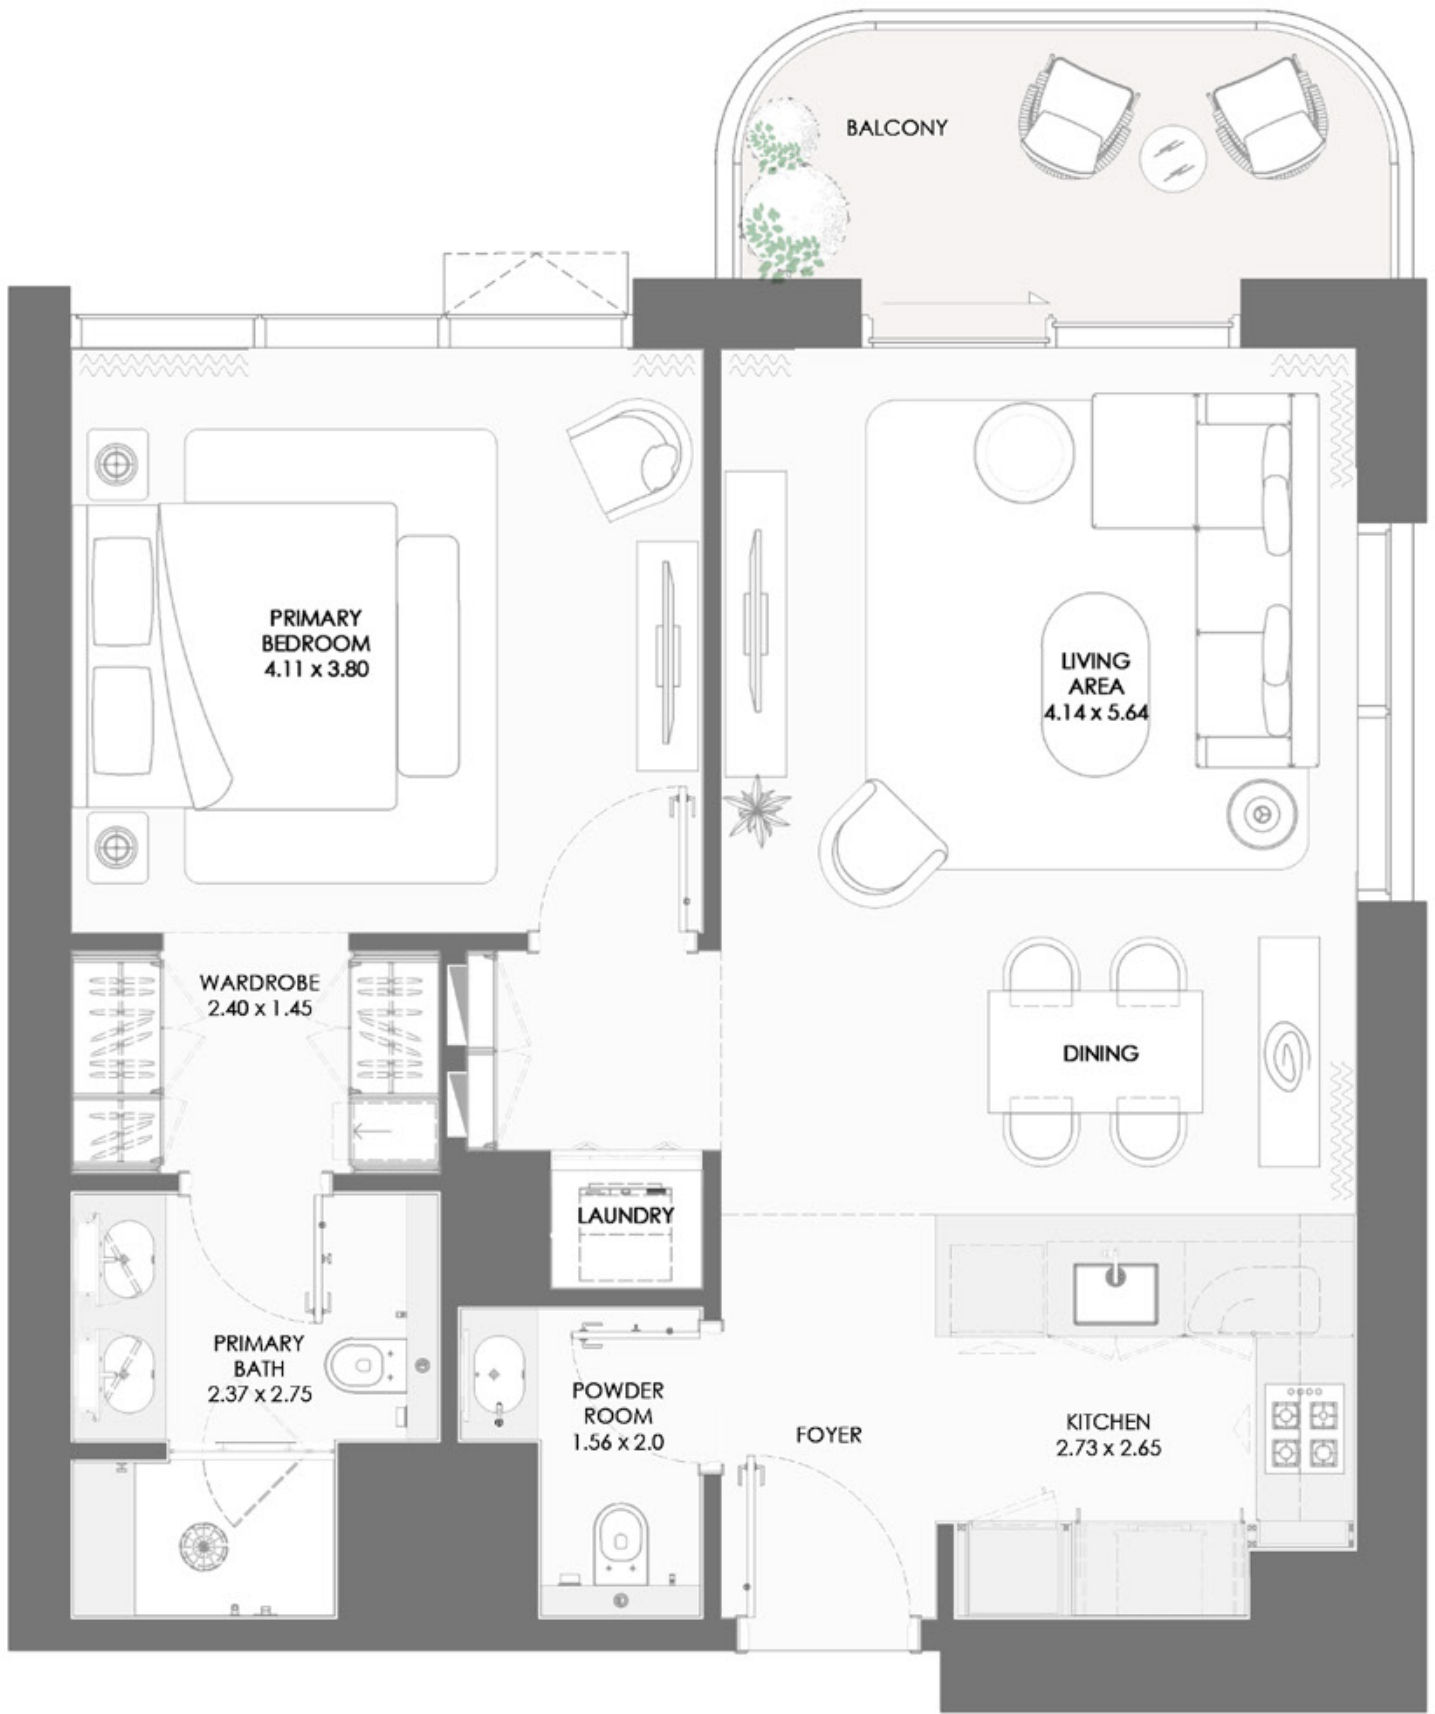 BALCONY
PRIMARY
BEDROOM
4.11 x 3.80
LIVING
AREA
4.14 x 5.64
WARDROBE
2.40 x 1.45
DINING
LAUNDRY
PRIMARY
BATH
2.37 x 2.75
POWDER
ROOM
1.56 x 2.0
FOYER
KITCHEN
2.73 x 2.65